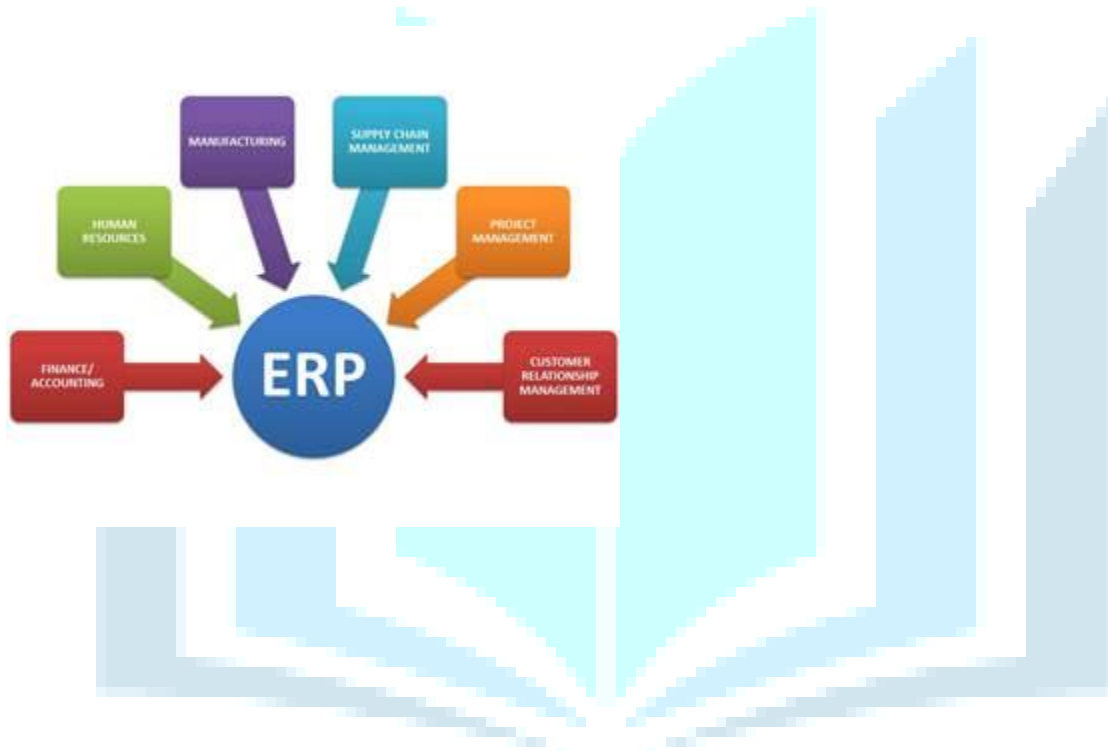 MANUFACTURING
SUPPLY CHAIN
MANAGEMENT
HUMAN
RESOURCES
PROJECT
MANAGEMENT
FINANCE/
ACCOUNTING
ERP
CUSTOMER
RELATIONSHIP
MANAGEMENT